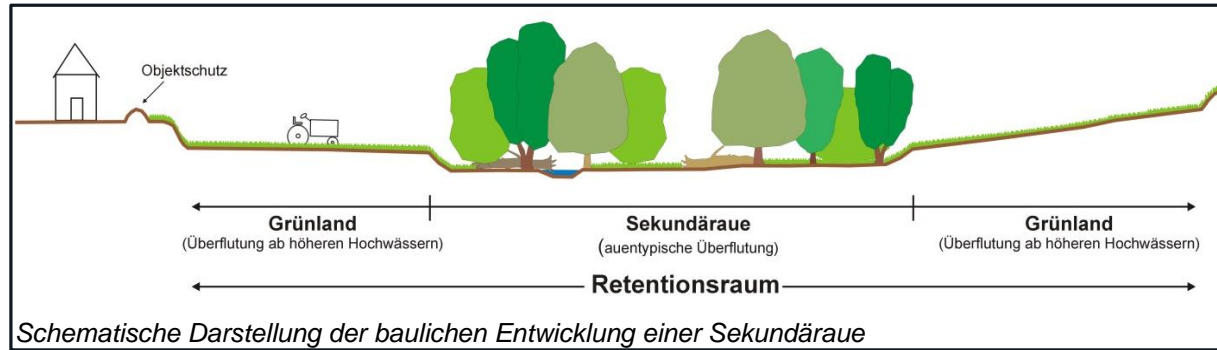 Objektschutz
Grünland
(Überflutung ab höheren Hochwässern)
Sekundäraue
(auentypische Überflutung)
Grünland
(Überflutung ab höheren Hochwässern)
Retentionsraum
Schematische Darstellung der baulichen Entwicklung einer Sekundäraue